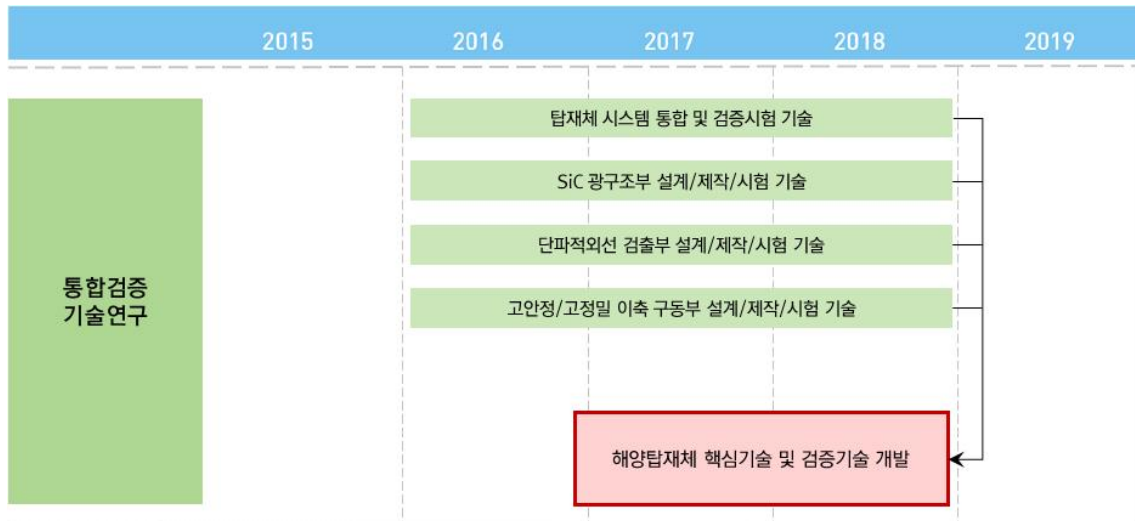 2015 2016 2017 2018 2019
탑재체 시스템 통합 및 검증시험 기술
SiC 광구조부 설계/제작/시험 기술
단파적외선 검출부 설계/제작/시험 기술
통합검증
기술연구
고안정/고정밀 이축 구동부 설계/제작/시험 기술
해양탑재체 핵심기술 및 검증기술 개발